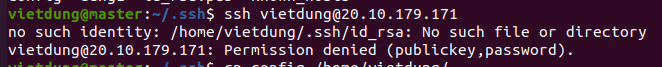 vietdung@master:~/.ssh$ ssh vietdung@20.10.179.171
no such identity: /home/vietdung/.ssh/id_rsa: No such file or directory
vietdung@20.10.179.171: Permission denied (publickey,password).